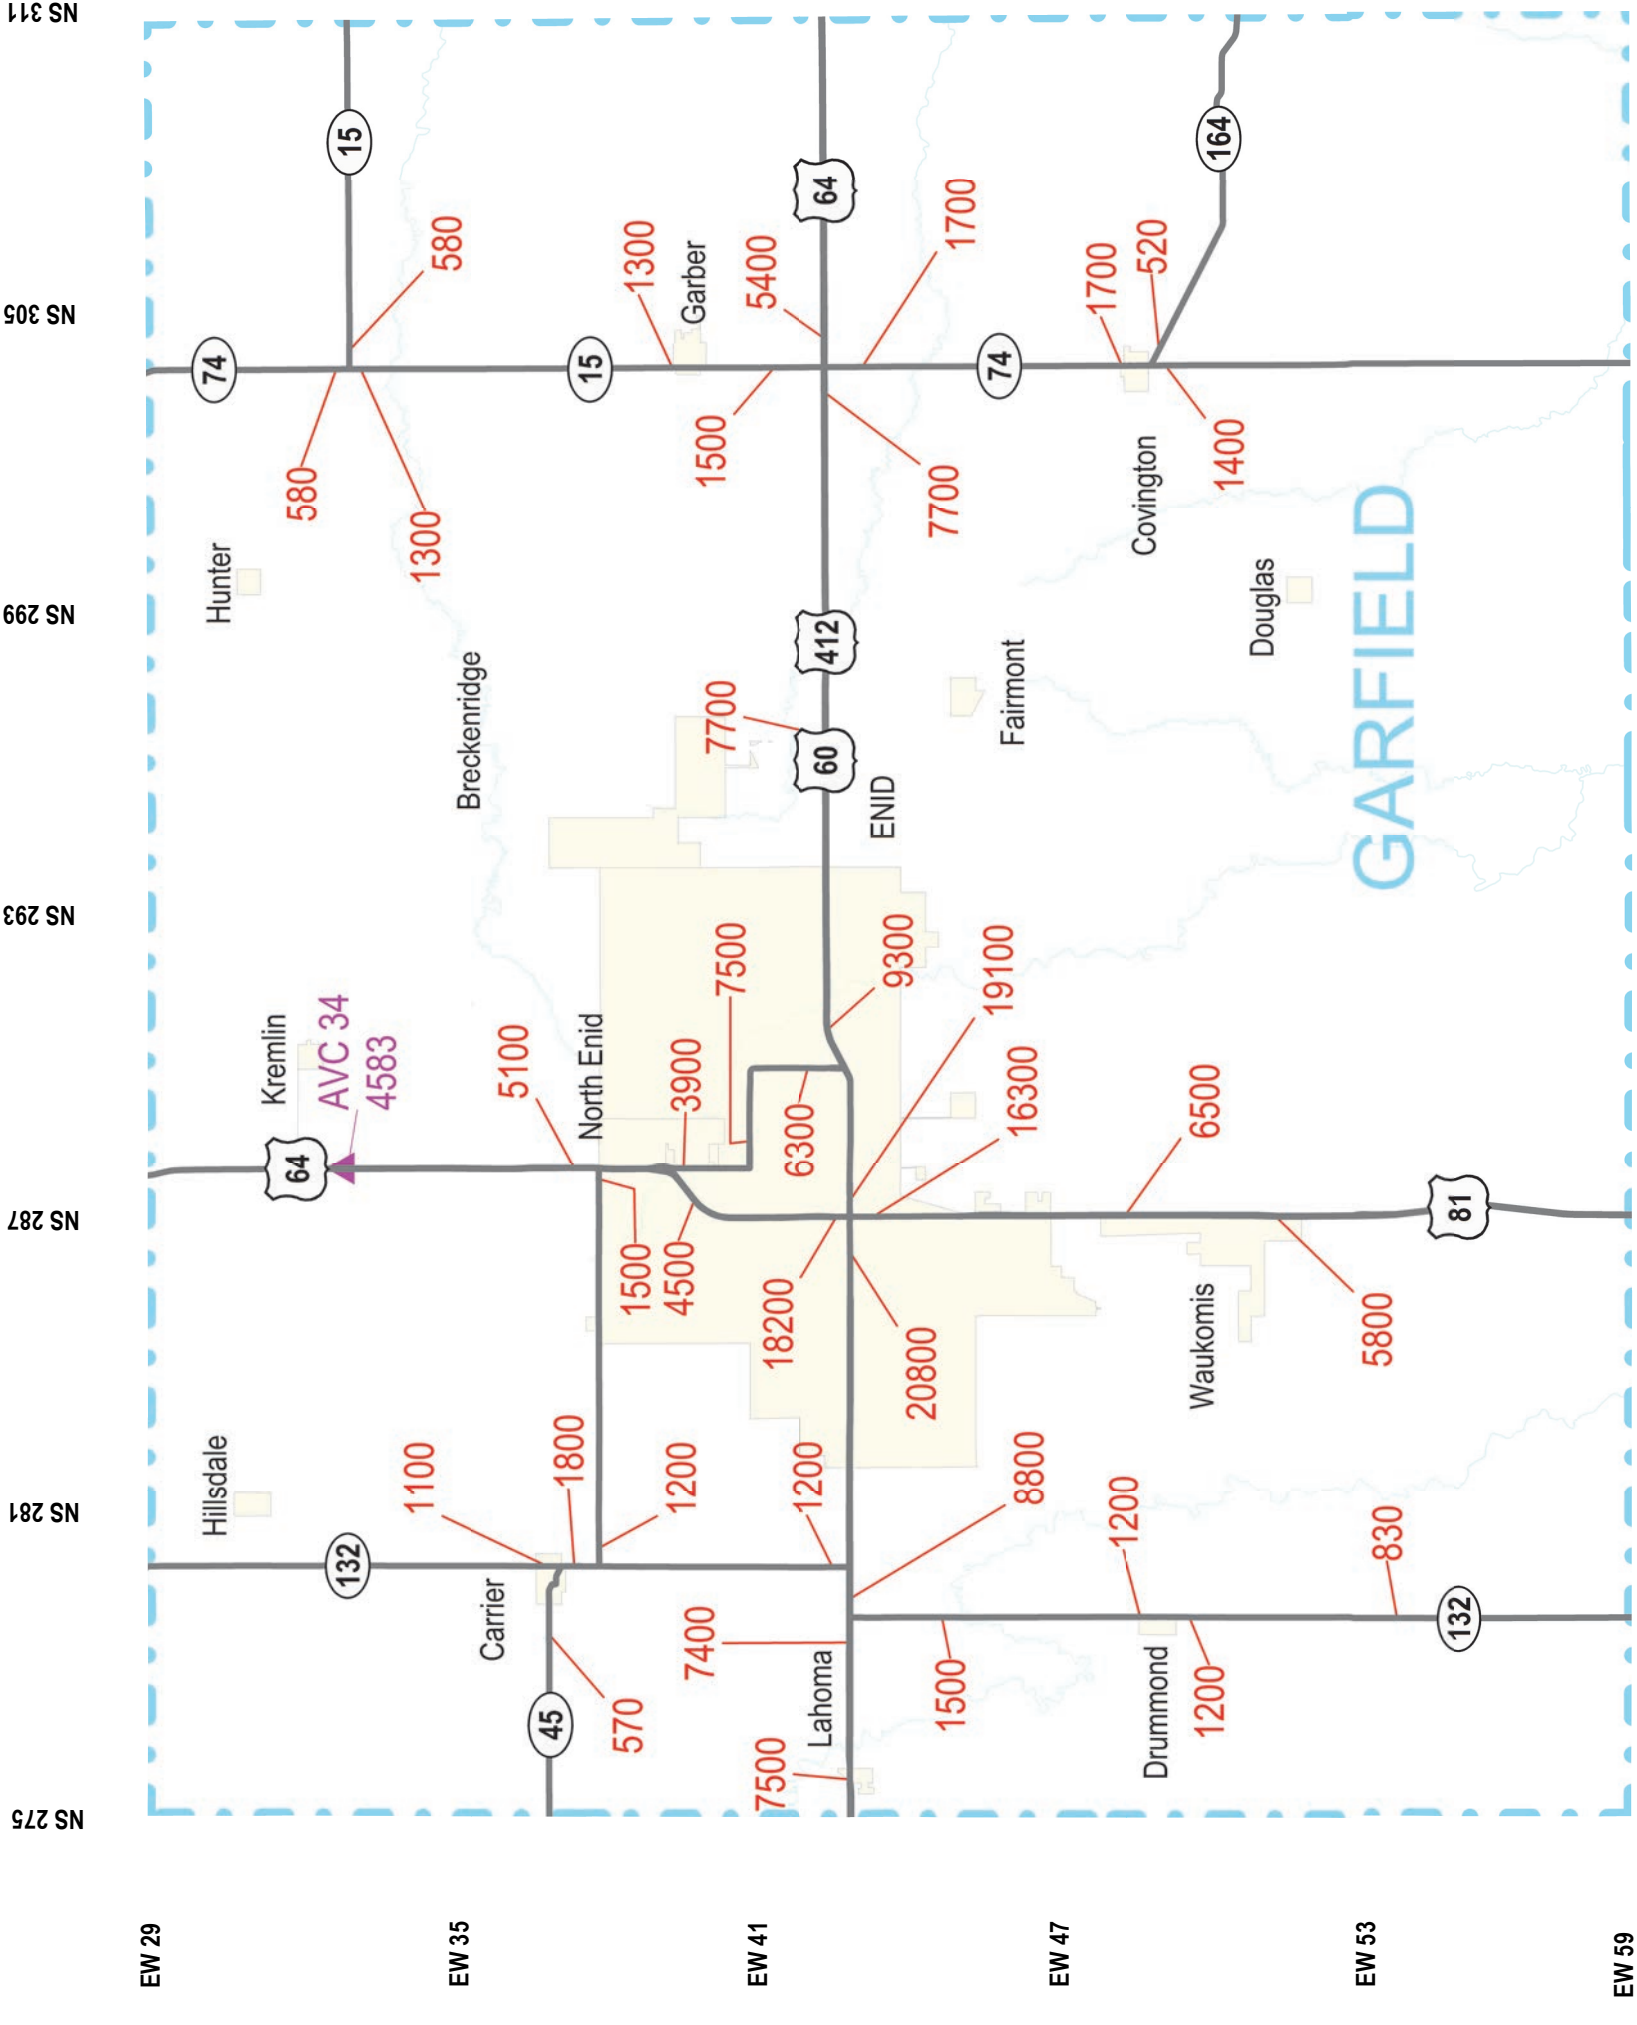 NS 275
NS 281
NS 287
NS 293
NS 299
NS 305
NS 311
EW 29
Hillsdale
Hunter
74
Kremlin
64
580
AVC 34
4583
132
15
1100
1300
580
EW 35
Breckenridge
Carrier
5100
45
1800
15
North Enid
570
1500
1300
4500
1200
3900
Garber
7400
1500
7700
7500
EW 41
5400
7500
18200
6300
1200
Lahoma
60
412
64
ENID
9300
20800
7700
1500
1700
19100
74
Fairmont
16300
8800
EW 47
1700
1200
Covington
520
Drummond
Waukomis
6500
1200
164
1400
Douglas
EW 53
5800
GARFIELD
830
132
81
EW 59